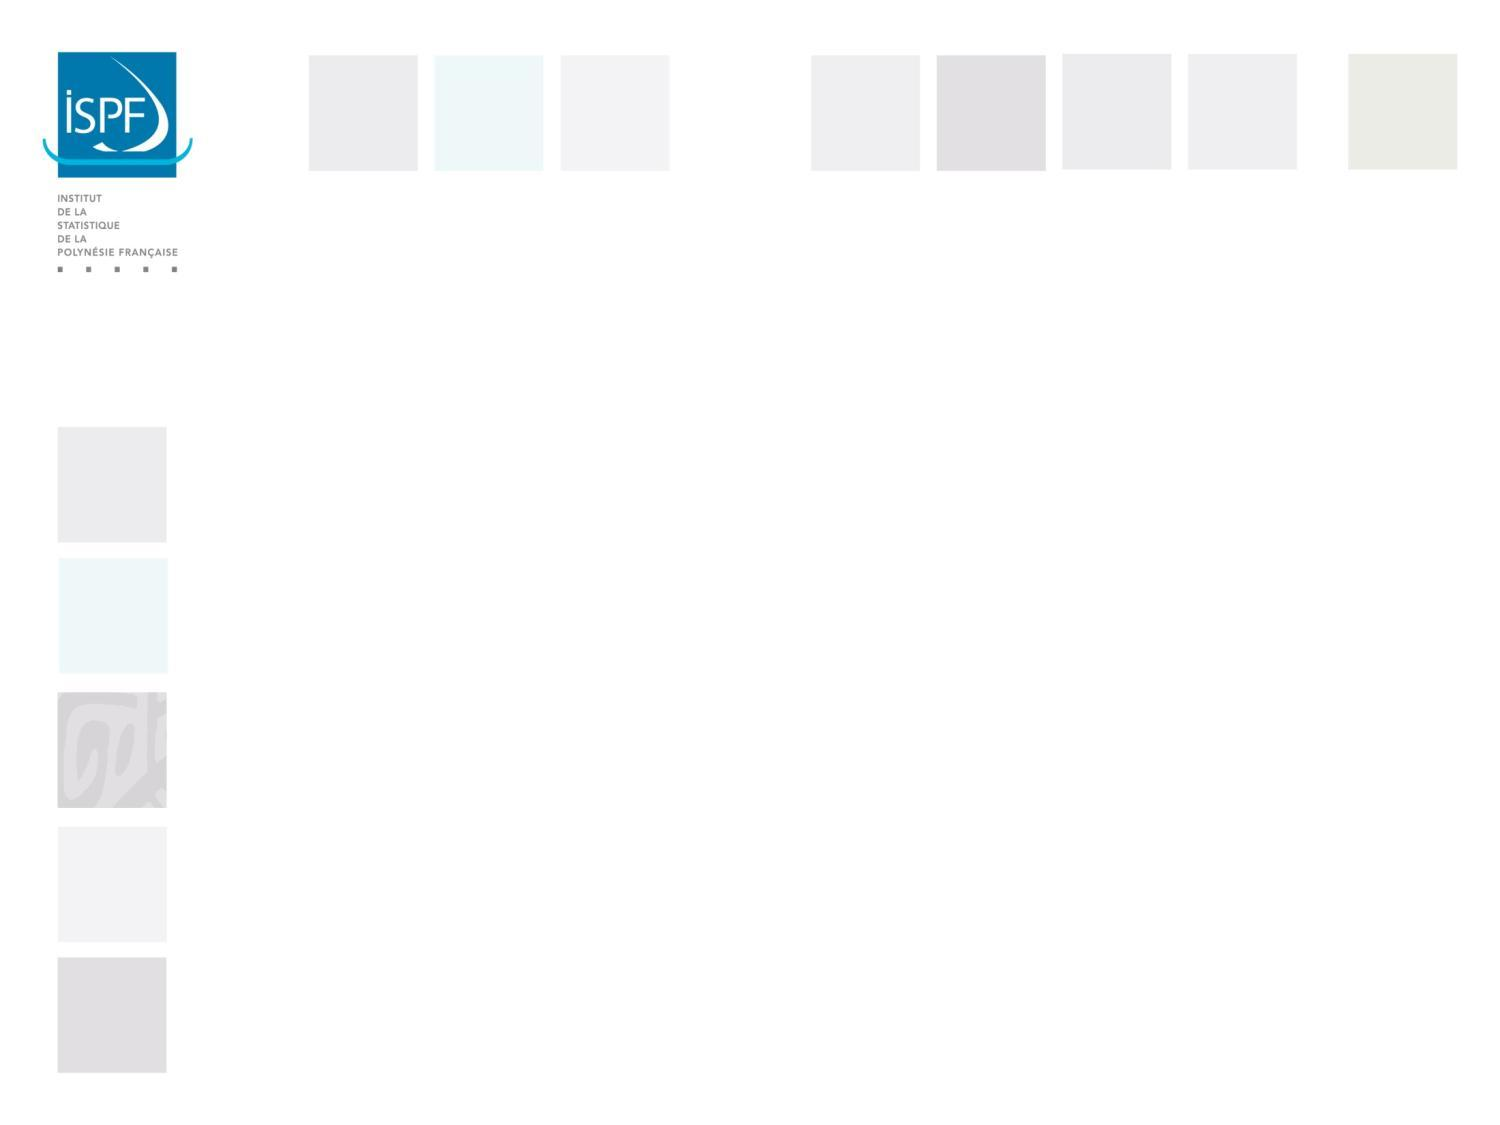 iSPF
INSTITUT
DE LA
STATISTIQUE
DE LA
POLYNÉSIE FRANÇAISE